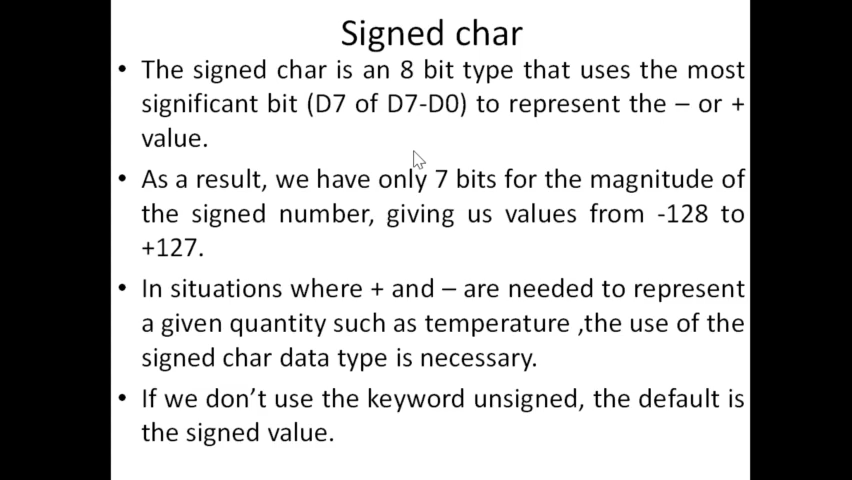 Signed char
• The signed char is an 8 bit type that uses the most
significant bit (D7 of D7-D0) to represent the – or +
value.
• As a result, we have only 7 bits for the magnitude of
the signed number, giving us values from -128 to
+127.
• In situations where + and – are needed to represent
a given quantity such as temperature ,the use of the
signed char data type is necessary.
• If we don’t use the keyword unsigned, the default is
the signed value.